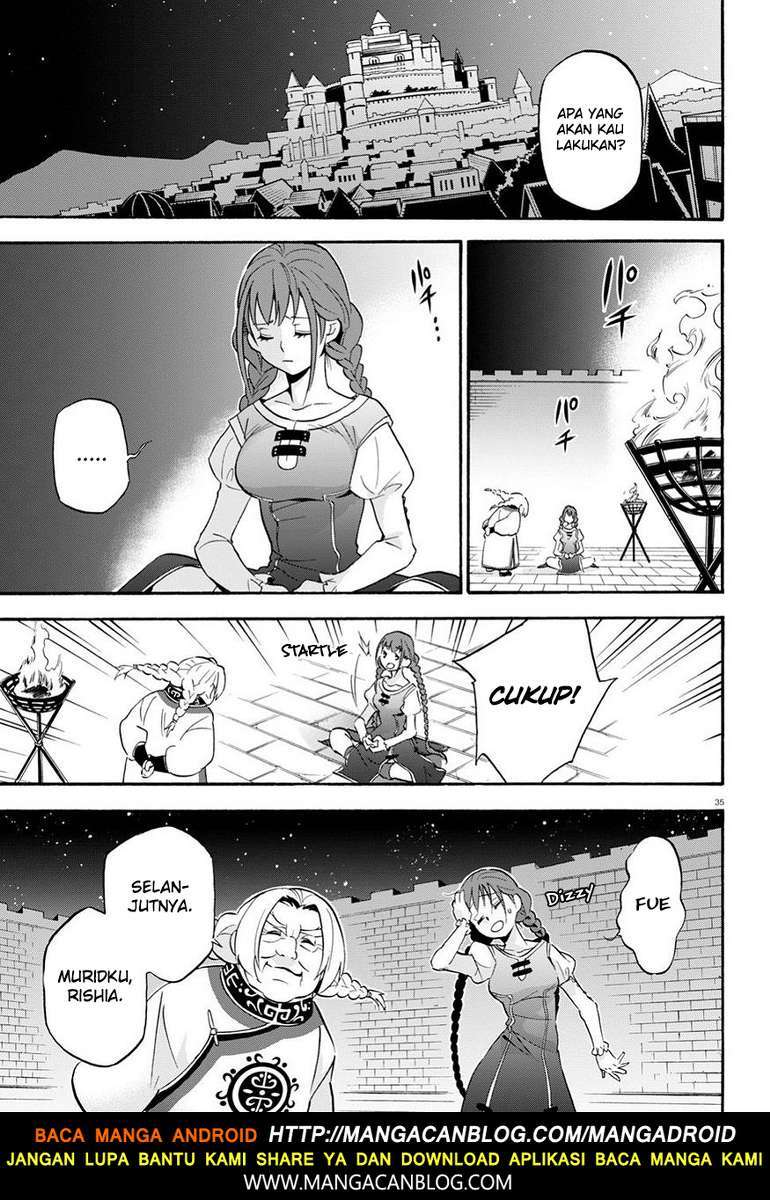 APA YANG
AKAN KAU
LAKUKAN?
パチ
パチ
パチ...
.....
CUKUP!
STARTLE
35
FUE
DIZZY
SELAN-
JUTNYA.
MURIDKU,
RISHIA.
BACA MANGA ANDROID HTTP://MANGACANBLOG.COM/MANGADROID
JANGAN LUPA BANTU KAMI SHARE YA DAN DOWNLOAD APLIKASI BACA MANGA KAMI
WWW.MANGACANBLOG.COM